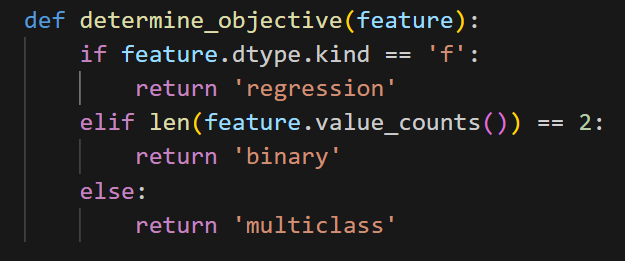 def determine_objective(feature):
    if feature.dtype.kind == 'f':
        return 'regression'
    elif len(feature.value_counts()) == 2:
        return 'binary'
    else:
        return 'multiclass'